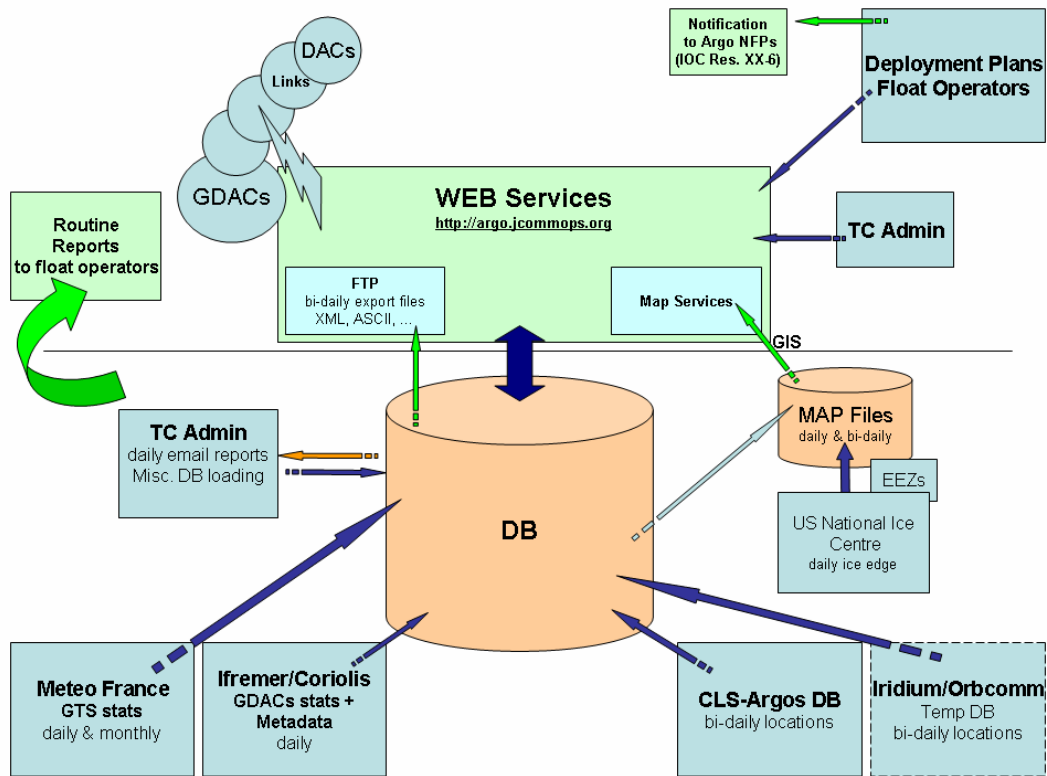 DACs
Links
GDACs
Notification
to Argo NFPs
(IOC Res. XX-6)
Deployment Plans
Float Operators
WEB Services
http://argo.jcommops.org
TC Admin
Routine
Reports
to float operators
FTP
bi-daily export files
XML, ASCII, ...
Map Services
GIS
TC Admin
daily email reports
Misc. DB loading
MAP Files
daily & bi-daily
EEZs
US National Ice
Centre
daily ice edge
DB
Meteo France
GTS stats
daily & monthly
Ifremer/Coriolis
GDACs stats +
Metadata
daily
CLS-Argos DB
bi-daily locations
Iridium/Orbcomm
Temp DB
bi-daily locations